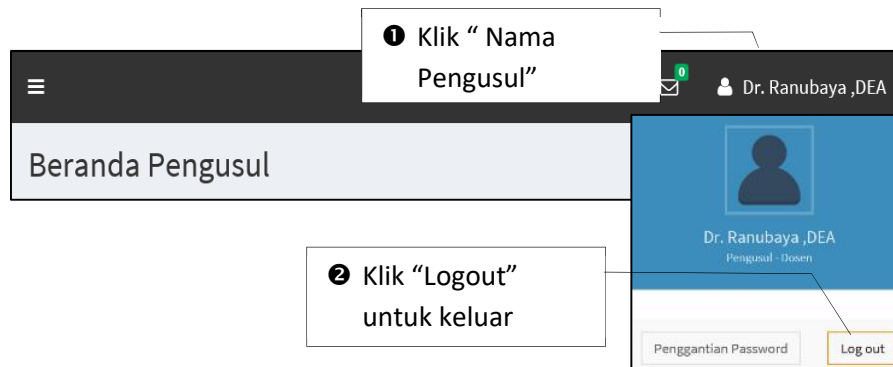 ❶ Klik “ Nama
Pengusul”
0
Dr. Ranubaya ,DEA
Beranda Pengusul
Dr. Ranubaya ,DEA
Pengusul - Dosen
❷ Klik “Logout”
untuk keluar
Penggantian Password
Log out